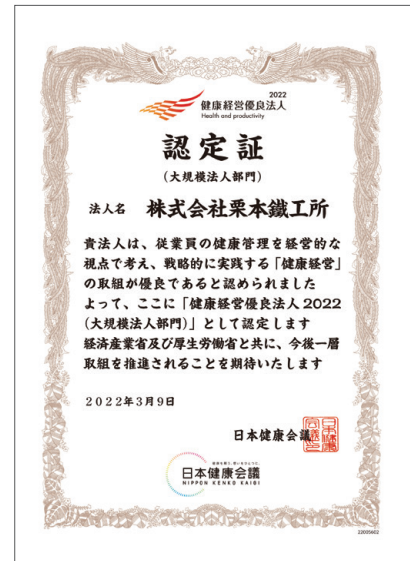 2022
健康経営優良法人
Health and productivity
認定証
(大規模法人部門)
法人名 株式会社栗本鐵工所
貴法人は、従業員の健康管理を経営的な
視点で考え、戦略的に実践する「健康経営」
の取組が優良であると認められました
よって、ここに「健康経営優良法人2022
(大規模法人部門)」として認定します
経済産業省及び厚生労働省と共に、今後一層
取組を推進されることを期待いたします
2022年3月9日
日本健康会議
日本健康会議
NIPPON KENKO KAIGI